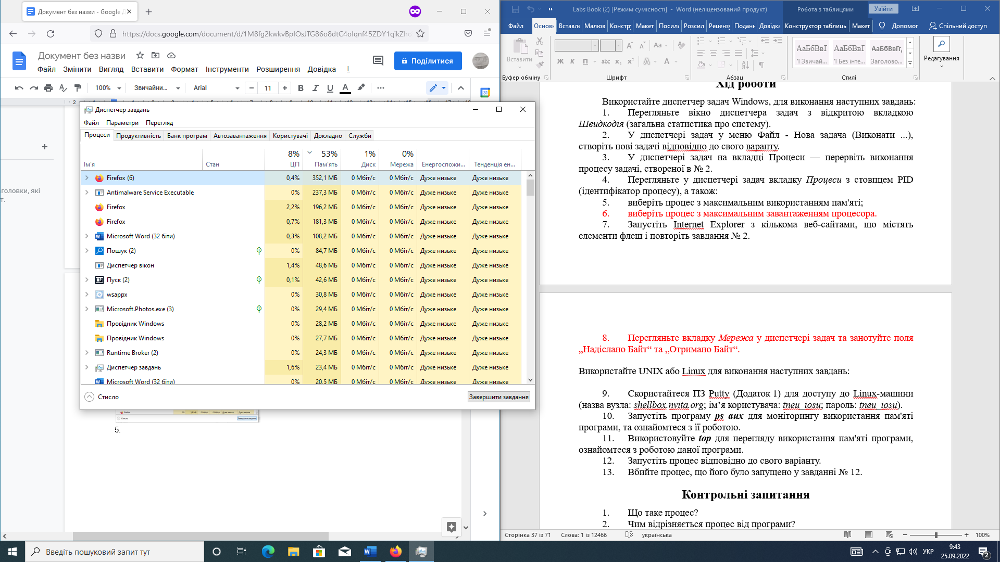 Документ без назви - Google Д
https://docs.google.com/document/d/1M8fg2kwkvBpIOsJTG86o8dtC4oIqnf45ZDY1qikZhc
Документ без назви
Поділитися
Файл Змінити Вигляд Вставити Формат Інструменти Розширення Довідка
100% Звичайни... Arial 11
головки, які
т.
5.
Диспетчер завдань
Файл Параметри Перегляд
Процеси Продуктивність Банк програм Автозавантаження Користувачі Докладно Служби
8% 53% 1% 0%
Ім'я Стан ЦП Пам'ять Диск Мережа Енергоспожи... Тенденція ен...
Firefox (6) 0,4% 352,1 МБ 0 Мбіт/с 0 Мбіт/с Дуже низьке Дуже низьке
Antimalware Service Executable 0% 237,3 МБ 0 Мбіт/с 0 Мбіт/с Дуже низьке Дуже низьке
Firefox 2,2% 196,2 МБ 0 Мбіт/с 0 Мбіт/с Дуже низьке Дуже низьке
Firefox 0,7% 181,3 МБ 0 Мбіт/с 0 Мбіт/с Дуже низьке Дуже низьке
Microsoft Word (32 біти) 0,3% 108,2 МБ 0 Мбіт/с 0 Мбіт/с Дуже низьке Дуже низьке
Пошук (2) 0% 84,7 МБ 0 Мбіт/с 0 Мбіт/с Дуже низьке Дуже низьке
Диспетчер вікон 1,4% 48,6 МБ 0 Мбіт/с 0 Мбіт/с Дуже низьке Дуже низьке
Пуск (2) 0,1% 42,6 МБ 0 Мбіт/с 0 Мбіт/с Дуже низьке Дуже низьке
wsappx 0% 30,8 МБ 0 Мбіт/с 0 Мбіт/с Дуже низьке Дуже низьке
Microsoft.Photos.exe (3) 0% 29,4 МБ 0 Мбіт/с 0 Мбіт/с Дуже низьке Дуже низьке
Провідник Windows 0% 28,2 МБ 0 Мбіт/с 0 Мбіт/с Дуже низьке Дуже низьке
Провідник Windows 0% 27,7 МБ 0 Мбіт/с 0 Мбіт/с Дуже низьке Дуже низьке
Runtime Broker (2) 0% 24,3 МБ 0 Мбіт/с 0 Мбіт/с Дуже низьке Дуже низьке
Диспетчер завдань 1,6% 23,4 МБ 0 Мбіт/с 0 Мбіт/с Дуже низьке Дуже низьке
Microsoft Word (32 біти) 0% 20,5 МБ 0 Мбіт/с 0 Мбіт/с Дуже низьке Дуже низьке
Стисло Завершити завдання
Labs Book (2) [Режим сумісності] - Word (неліцензований продукт) Робота з таблицями Увійти
Файл Основн Вставле Малюв Констру Макет Посила Розсил Рецензу Подан Довідка Конструктор таблиць Макет Допомог Спільний доступ
Вставити
Буфер обміну Шрифт Абзац Стилі
АаБбВвГ АаБбВвГ АаБбВвГг,
¶ Звичай... ¶ Без інте... Заголово...
Редагування
Хід роботи
Використайте диспетчер задач Windows, для виконання наступних завдань:
1. Перегляньте вікно диспетчера задач з відкритою вкладкою
Швидкодія (загальна статистика про систему).
2. У диспетчері задач у меню Файл - Нова задача (Виконати ...),
створіть нові задачі відповідно до свого варанту.
3. У диспетчері задач на вкладці Процеси — перервіть виконання
процесу задачі, створеної в № 2.
4. Перегляньте у диспетчері задач вкладку Процеси з стовпцем PID
(ідентифікатор процесу), а також:
5. виберіть процес з максимальним використанням пам'яті;
6. виберіть процес з максимальним завантаженням процесора.
7. Запустіть Internet Explorer з кількома веб-сайтами, що містять
елементи флеш і повторіть завдання № 2.
8. Перегляньте вкладку Мережа у диспетчері задач та занотуйте поля
„Надіслано Байт“ та „Отримано Байт“.
Використайте UNIX або Linux для виконання наступних завдань:
9. Скористайтеся ПЗ Putty (Додаток 1) для доступу до Linux-машини
(назва вузла: shellbox.nvita.org; ім’я користувача: tneu_iosu; пароль: tneu_iosu).
10. Запустіть програму ps aux для моніторингу використання пам'яті
програми, та ознайомтеся з її роботою.
11. Використовуйте top для перегляду використання пам'яті програми,
ознайомтеся з роботою даної програми.
12. Запустіть процес відповідно до свого варіанту.
13. Вбийте процес, що його було запущено у завданні № 12.
Контрольні запитання
1. Що таке процес?
2. Чим відрізняється процес від програми?
Сторінка 37 із 71 Слова: 1 із 12466 українська 100%
Введіть пошуковий запит тут
УКР 9:43
25.09.2022 2